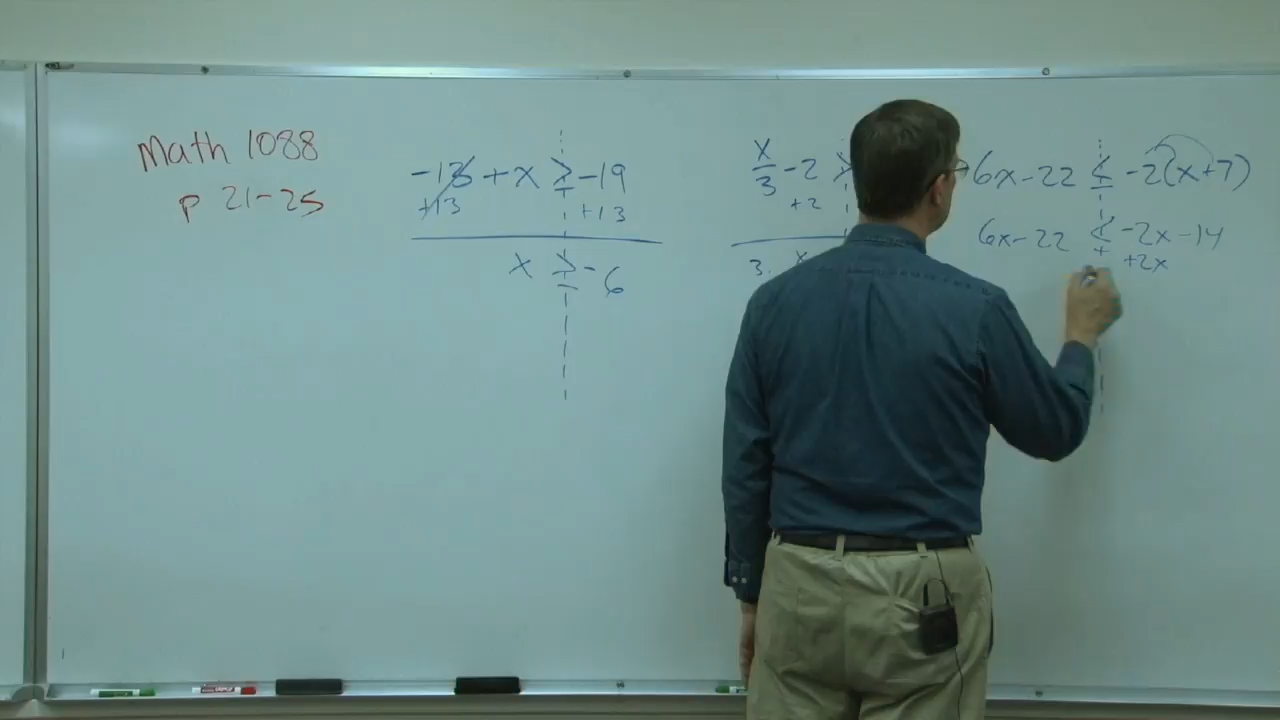 Math 1088
p 21-25
-13 + x ≥ -19
+13 +13
x ≥ -6
x/3 - 2 >
+2
3. x
6x - 22 ≤ -2(x+7)
6x - 22 ≤ -2x - 14
+2x